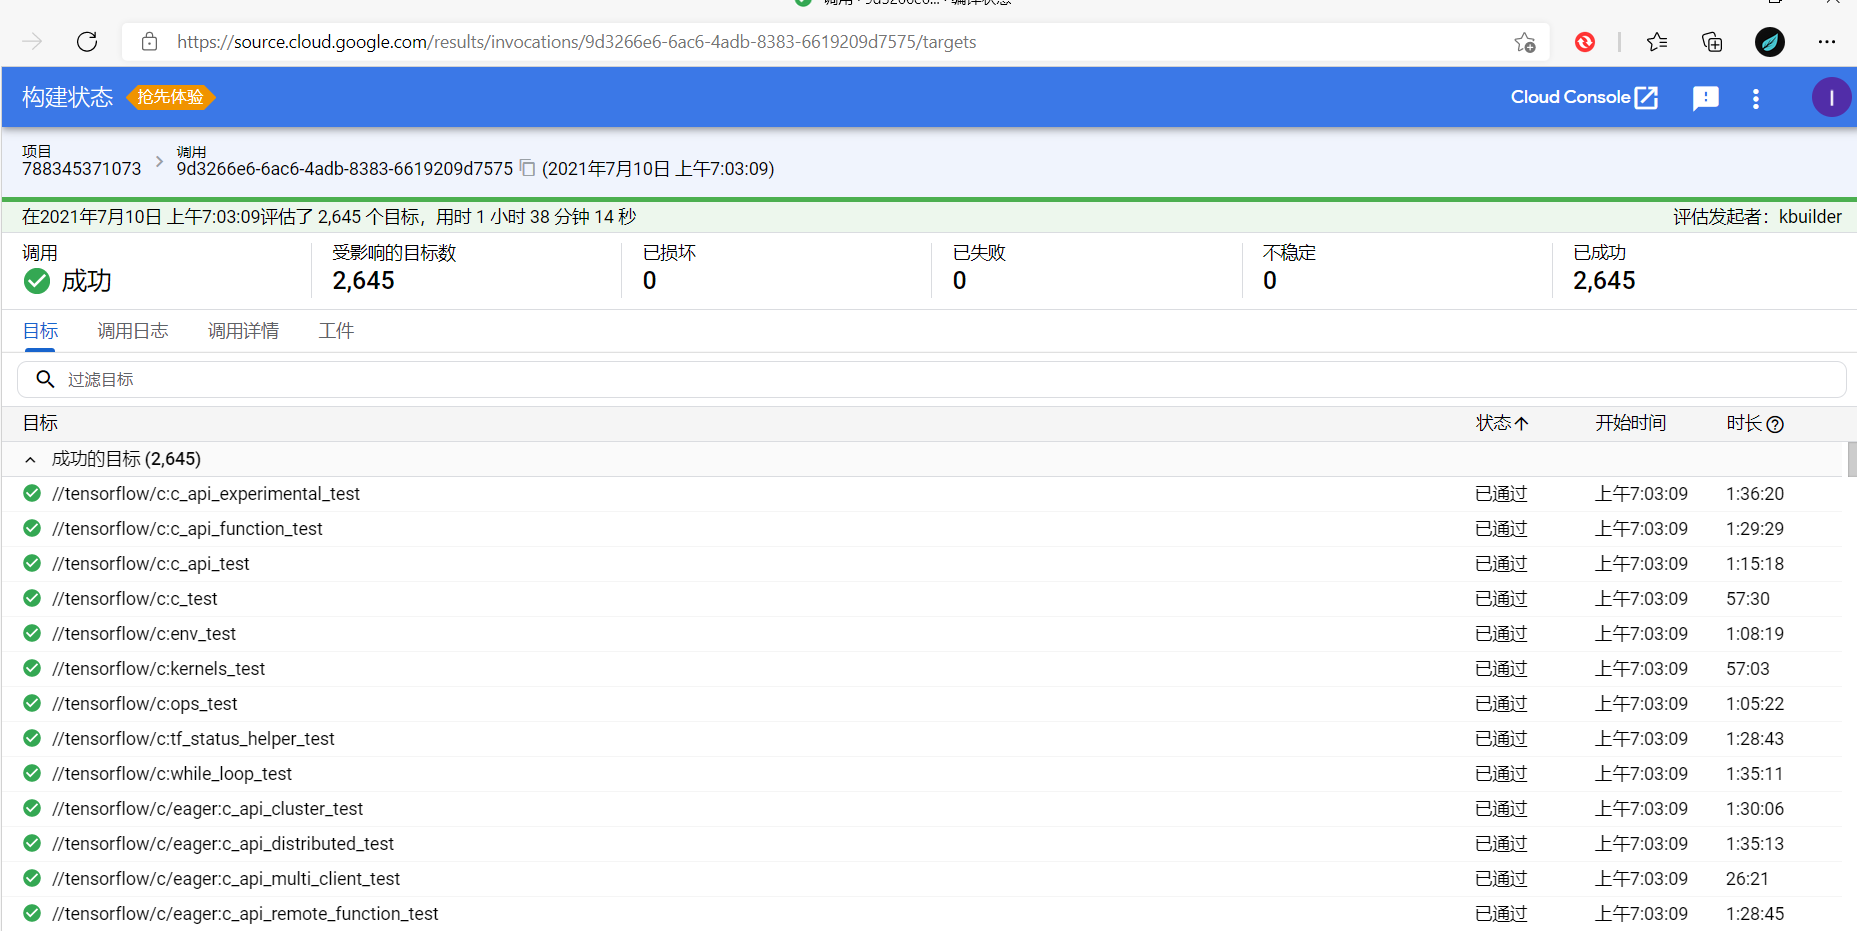 https://source.cloud.google.com/results/invocations/9d3266e6-6ac6-4adb-8383-6619209d7575/targets
构建状态 抢先体验 Cloud Console I
项目 调用
788345371073 9d3266e6-6ac6-4adb-8383-6619209d7575 (2021年7月10日 上午7:03:09)
在2021年7月10日 上午7:03:09评估了 2,645 个目标，用时 1 小时 38 分钟 14 秒 评估发起者：kbuilder
调用 受影响的目标数 已损坏 已失败 不稳定 已成功
成功 2,645 0 0 0 2,645
目标 调用日志 调用详情 工件
过滤目标
目标 状态 开始时间 时长
成功的目标 (2,645)
//tensorflow/c:c_api_experimental_test 已通过 上午7:03:09 1:36:20
//tensorflow/c:c_api_function_test 已通过 上午7:03:09 1:29:29
//tensorflow/c:c_api_test 已通过 上午7:03:09 1:15:18
//tensorflow/c:c_test 已通过 上午7:03:09 57:30
//tensorflow/c:env_test 已通过 上午7:03:09 1:08:19
//tensorflow/c:kernels_test 已通过 上午7:03:09 57:03
//tensorflow/c:ops_test 已通过 上午7:03:09 1:05:22
//tensorflow/c:tf_status_helper_test 已通过 上午7:03:09 1:28:43
//tensorflow/c:while_loop_test 已通过 上午7:03:09 1:35:11
//tensorflow/c/eager:c_api_cluster_test 已通过 上午7:03:09 1:30:06
//tensorflow/c/eager:c_api_distributed_test 已通过 上午7:03:09 1:35:13
//tensorflow/c/eager:c_api_multi_client_test 已通过 上午7:03:09 26:21
//tensorflow/c/eager:c_api_remote_function_test 已通过 上午7:03:09 1:28:45